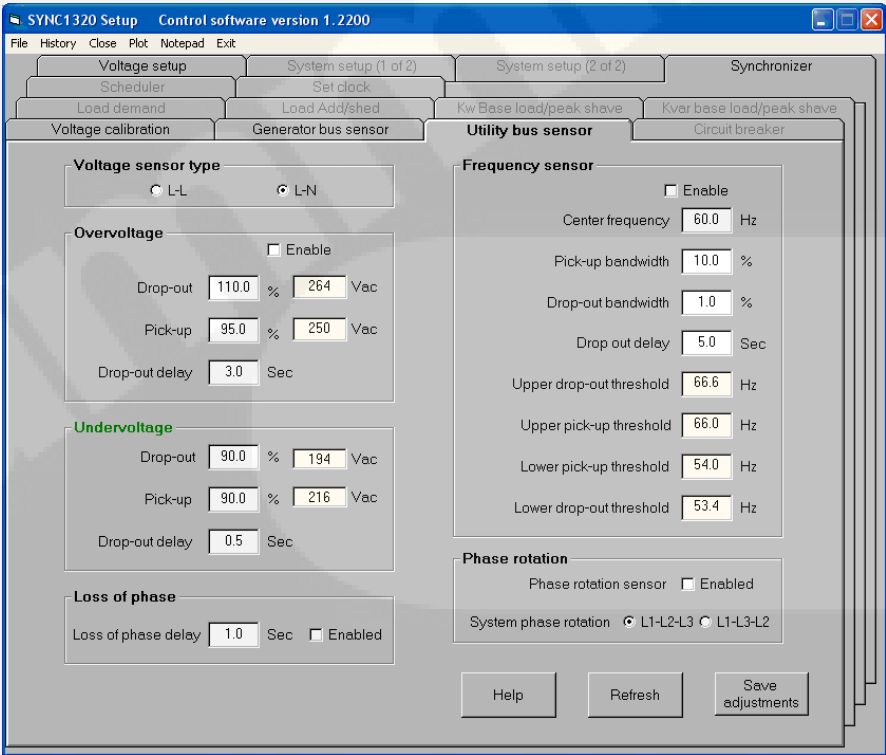 SYNC1320 Setup Control software version 1.2200
File History Close Plot Notepad Exit
Voltage setup System setup (1 of 2) System setup (2 of 2) Synchronizer
Scheduler Set clock
Load demand Load Add/shed Kw Base load/peak shave Kvar base load/peak shave
Voltage calibration Generator bus sensor Utility bus sensor Circuit breaker
Voltage sensor type
L-L L-N
Overvoltage
Enable
Drop-out 110.0 % 264 Vac
Pick-up 95.0 % 250 Vac
Drop-out delay 3.0 Sec
Undervoltage
Drop-out 90.0 % 194 Vac
Pick-up 90.0 % 216 Vac
Drop-out delay 0.5 Sec
Loss of phase
Loss of phase delay 1.0 Sec Enabled
Frequency sensor
Enable
Center frequency 60.0 Hz
Pick-up bandwidth 10.0 %
Drop-out bandwidth 1.0 %
Drop out delay 5.0 Sec
Upper drop-out threshold 66.6 Hz
Upper pick-up threshold 66.0 Hz
Lower pick-up threshold 54.0 Hz
Lower drop-out threshold 53.4 Hz
Phase rotation
Phase rotation sensor Enabled
System phase rotation L1-L2-L3 L1-L3-L2
Help Refresh Save
adjustments